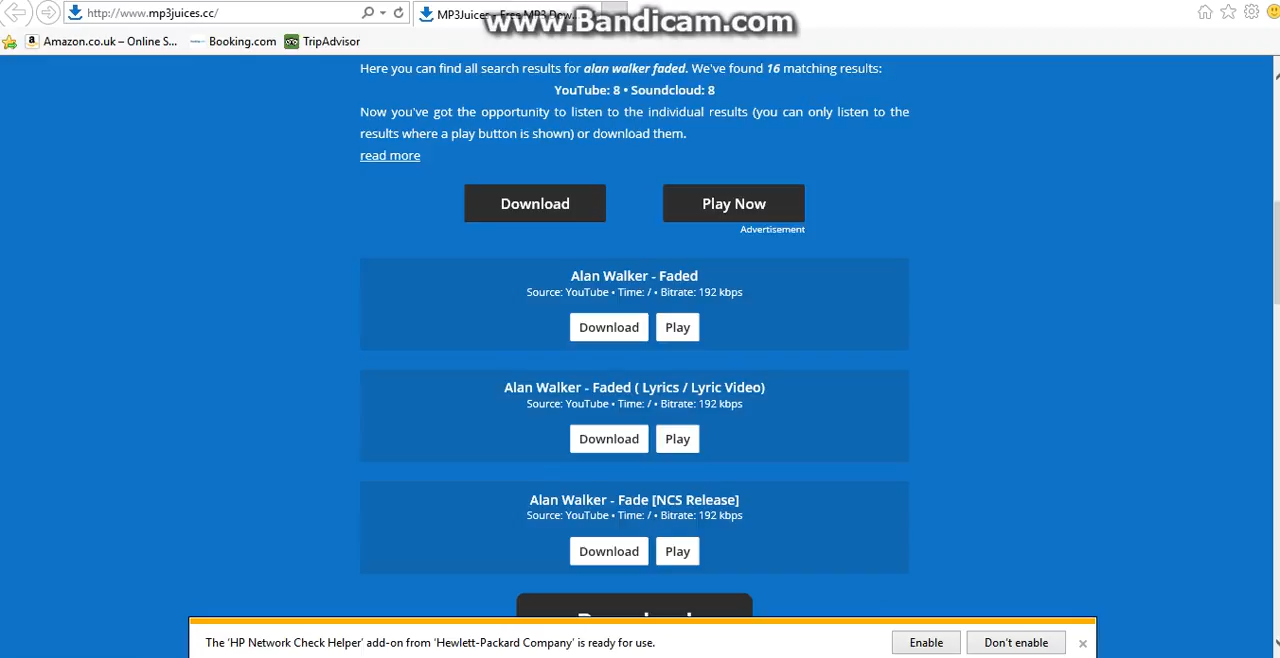 www.Bandicam.com
http://www.mp3juices.cc/
MP3Juices - Free MP3 Dow...
Amazon.co.uk – Online S...
Booking.com
TripAdvisor
Here you can find all search results for alan walker faded. We've found 16 matching results:
YouTube: 8 • Soundcloud: 8
Now you've got the opportunity to listen to the individual results (you can only listen to the
results where a play button is shown) or download them.
read more
Download
Play Now
Advertisement
Alan Walker - Faded
Source: YouTube • Time: / • Bitrate: 192 kbps
Download
Play
Alan Walker - Faded ( Lyrics / Lyric Video)
Source: YouTube • Time: / • Bitrate: 192 kbps
Download
Play
Alan Walker - Fade [NCS Release]
Source: YouTube • Time: / • Bitrate: 192 kbps
Download
Play
The 'HP Network Check Helper' add-on from 'Hewlett-Packard Company' is ready for use.
Enable
Don't enable